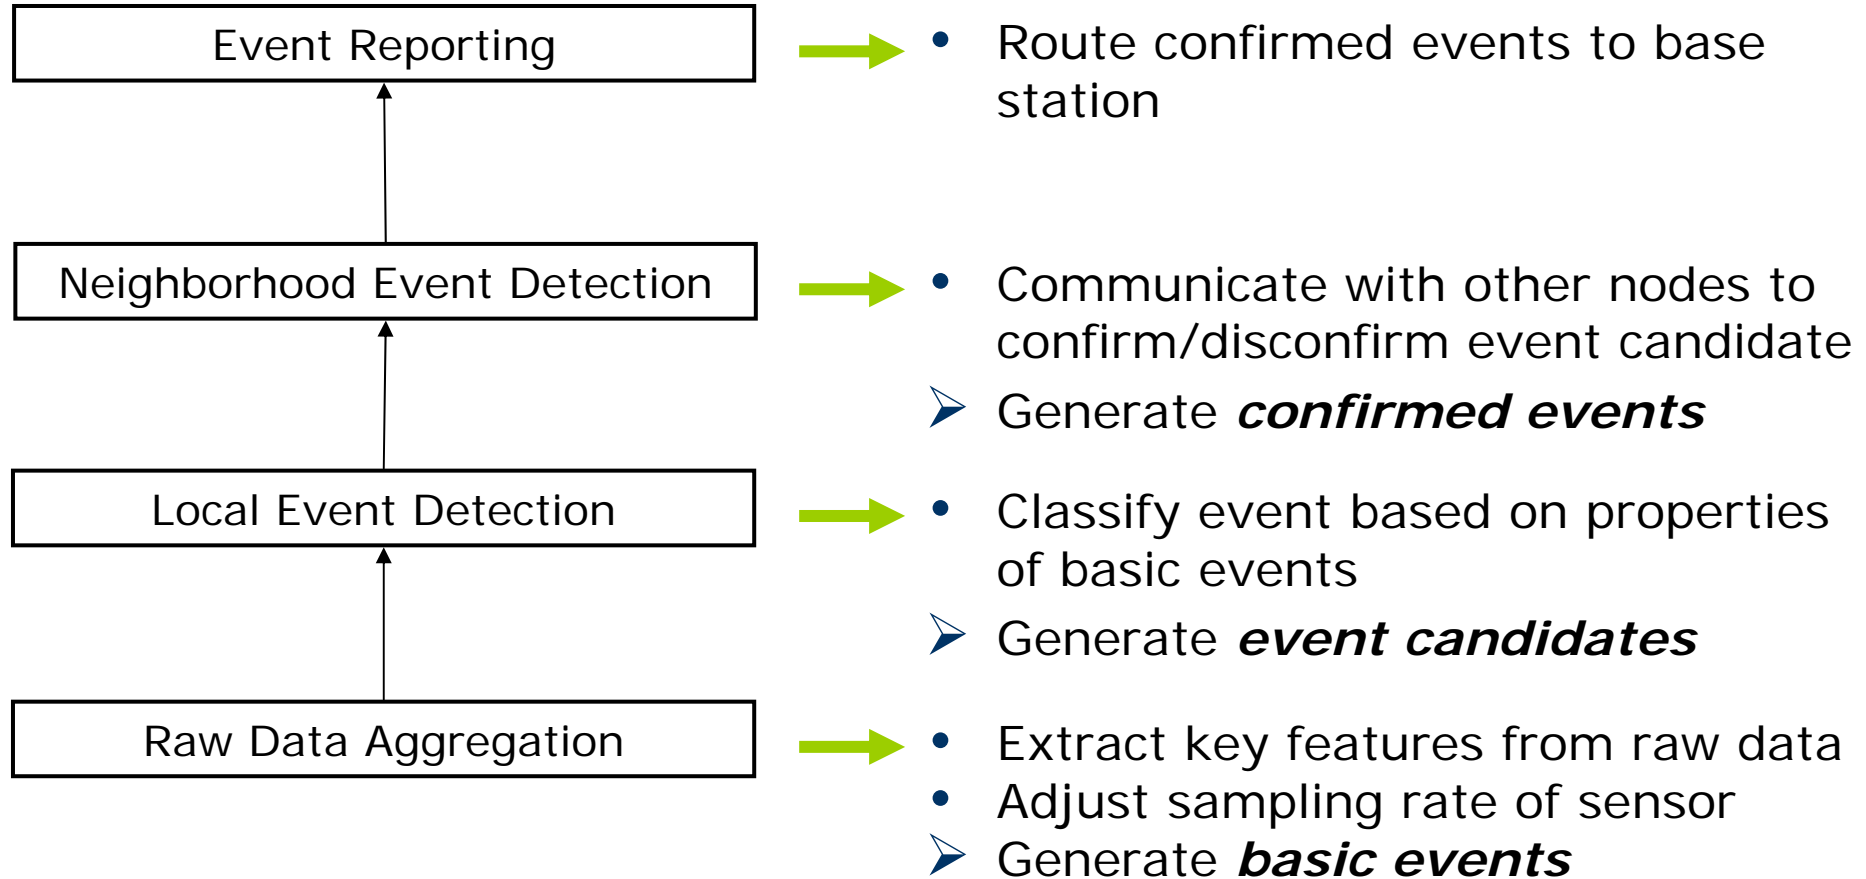 Event Reporting
• Route confirmed events to base
station
Neighborhood Event Detection
• Communicate with other nodes to
confirm/disconfirm event candidate
➢ Generate confirmed events
Local Event Detection
• Classify event based on properties
of basic events
➢ Generate event candidates
Raw Data Aggregation
• Extract key features from raw data
• Adjust sampling rate of sensor
➢ Generate basic events